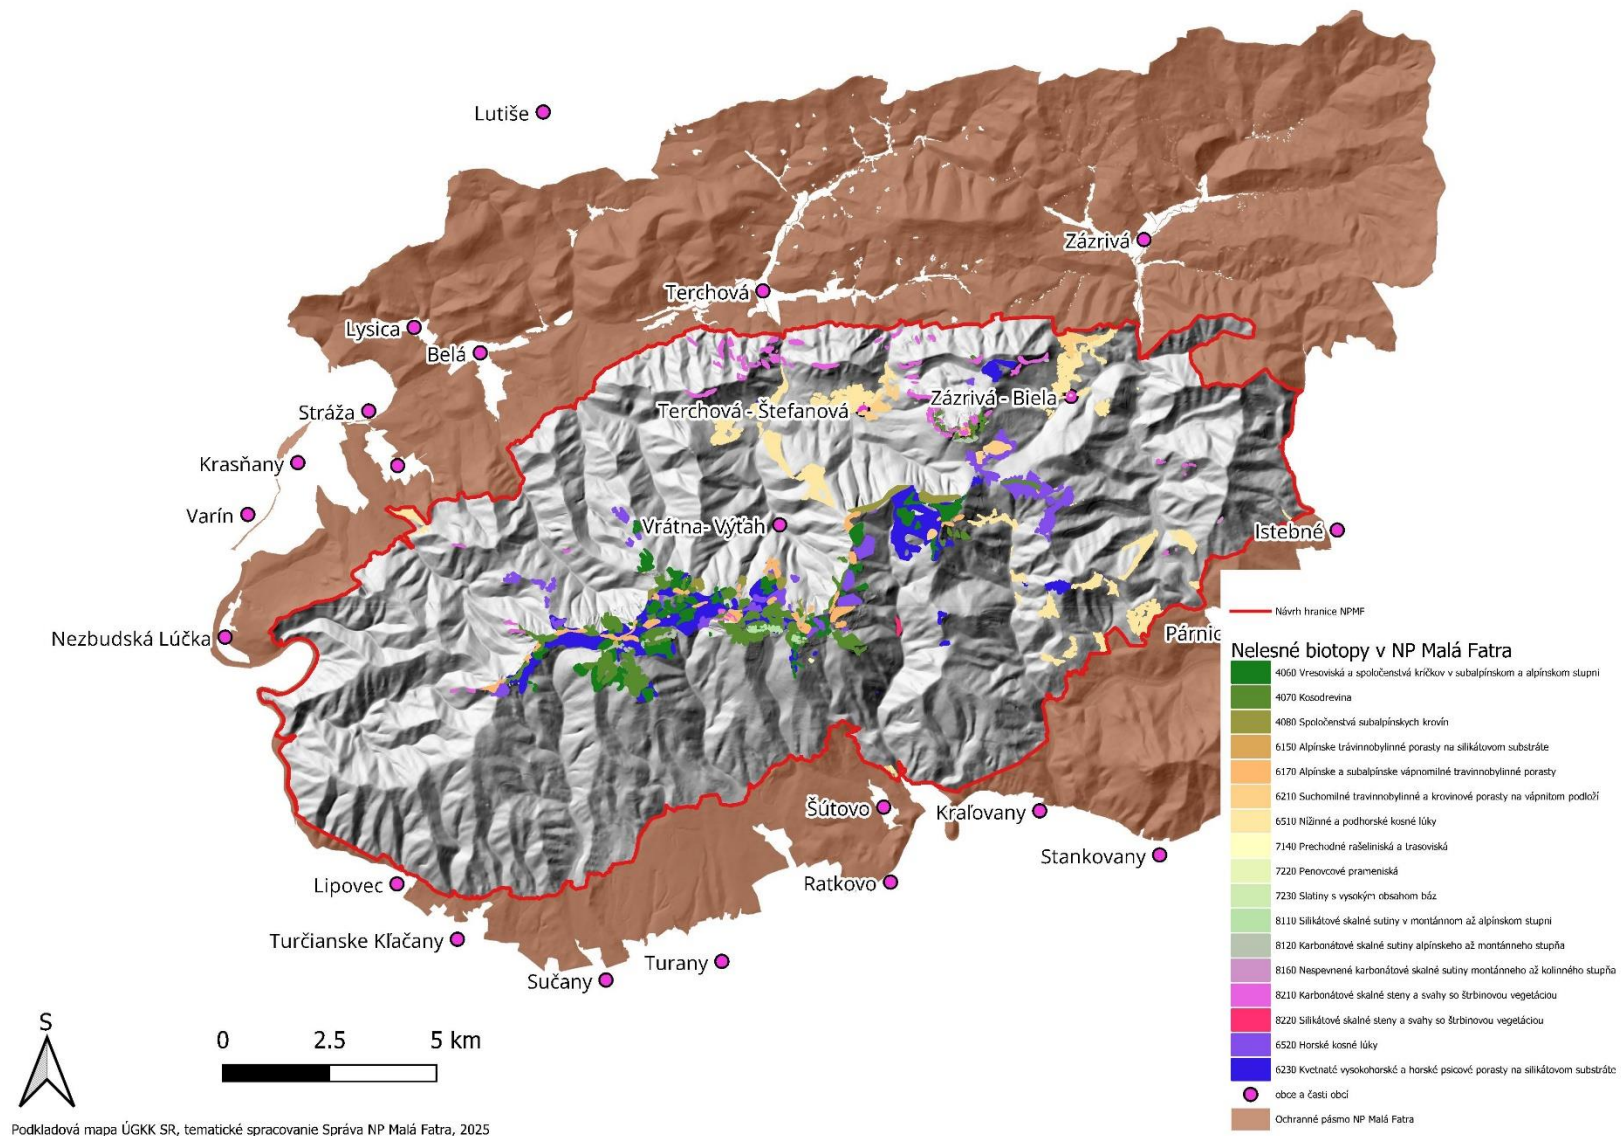 Lutiše
Zázrivá
Terchová
Lysica
Belá
Stráža
Terchová - Štefanová
Zázrivá - Biela
Krasňany
Varín
Vrátna- Výťah
Istebné
Nezbudská Lúčka
Párnic
Šútovo
Kraľovany
Stankovany
Lipovec
Ratkovo
Turčianske Kľačany
Turany
Sučany
Návrh hranice NPMF
Nelesné biotopy v NP Malá Fatra
4060 Vresoviská a spoločenstvá kríčkov v subalpínskom a alpínskom stupni
4070 Kosodrevina
4080 Spoločenstvá subalpínskych krovín
6150 Alpínske trávinnobylinné porasty na silikátovom substráte
6170 Alpínske a subalpínske vápnomilné travinnobylinné porasty
6210 Suchomilné travinnobylinné a krovinové porasty na vápnitom podloží
6510 Nížinné a podhorské kosné lúky
7140 Prechodné rašeliniská a trasoviská
7220 Penovcové prameniská
7230 Slatiny s vysokým obsahom báz
8110 Silikátové skalné sutiny v montánnom až alpínskom stupni
8120 Karbonátové skalné sutiny alpínskeho až montánneho stupňa
8160 Nespevnené karbonátové skalné sutiny montánneho až kolinného stupňa
8210 Karbonátové skalné steny a svahy so štrbinovou vegetáciou
8220 Silikátové skalné steny a svahy so štrbinovou vegetáciou
6520 Horské kosné lúky
6230 Kvetnaté vysokohorské a horské psicové porasty na silikátovom substráte
obce a časti obcí
Ochranné pásmo NP Malá Fatra
S
0 2.5 5 km
Podkladová mapa ÚGKK SR, tematické spracovanie Správa NP Malá Fatra, 2025